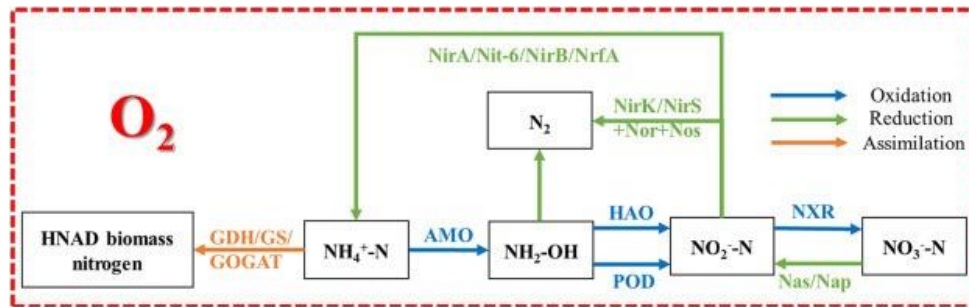 NirA/Nit-6/NirB/NrfA
O₂
N₂
NirK/NirS
+Nor+Nos
Oxidation
Reduction
Assimilation
HNAD biomass
nitrogen
GDH/GS/
GOGAT
NH₄⁺-N
AMO
NH₂-OH
HAO
POD
NO₂⁻-N
NXR
Nas/Nap
NO₃⁻-N